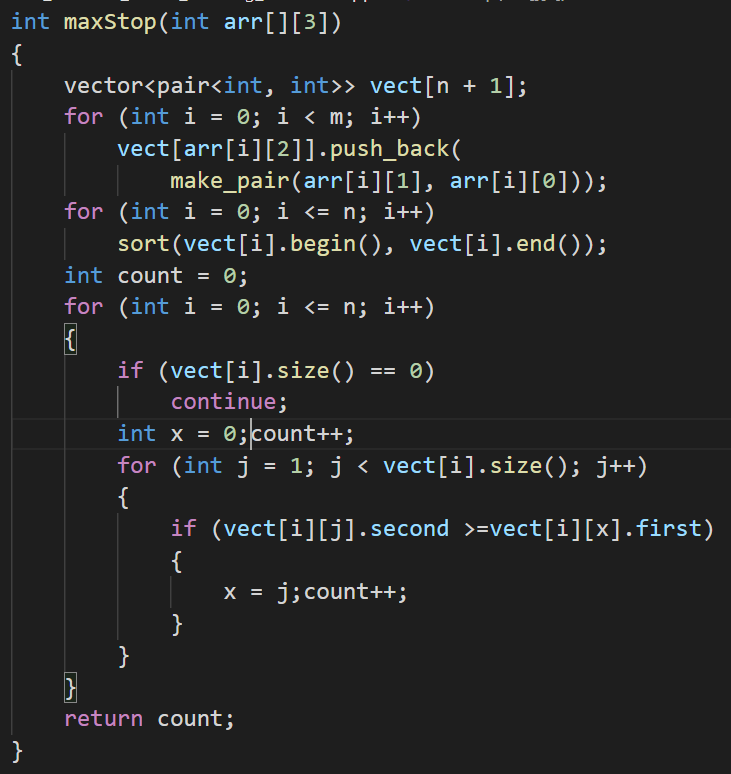 int maxStop(int arr[][3])
{
    vector<pair<int, int>> vect[n + 1];
    for (int i = 0; i < m; i++)
        vect[arr[i][2]].push_back(
            make_pair(arr[i][1], arr[i][0]));
    for (int i = 0; i <= n; i++)
        sort(vect[i].begin(), vect[i].end());
    int count = 0;
    for (int i = 0; i <= n; i++)
    {
        if (vect[i].size() == 0)
            continue;
        int x = 0;count++;
        for (int j = 1; j < vect[i].size(); j++)
        {
            if (vect[i][j].second >=vect[i][x].first)
            {
                x = j;count++;
            }
        }
    }
    return count;
}